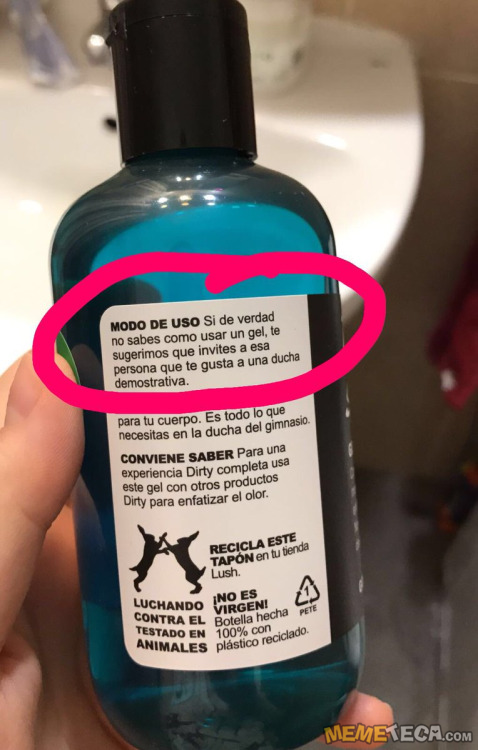 MODO DE USO Si de verdad
no sabes como usar un gel, te
sugerimos que invites a esa
persona que te gusta a una ducha
demostrativa.
para tu cuerpo. Es todo lo que
necesitas en la ducha del gimnasio.
CONVIENE SABER Para una
experiencia Dirty completa usa
este gel con otros productos
Dirty para enfatizar el olor.
RECICLA ESTE
TAPÓN en tu tienda
Lush.
LUCHANDO
CONTRA EL
TESTADO EN
ANIMALES
¡NO ES
VIRGEN!
Botella hecha
100% con
plástico reciclado.
1
PETE
MEMETECA.COM